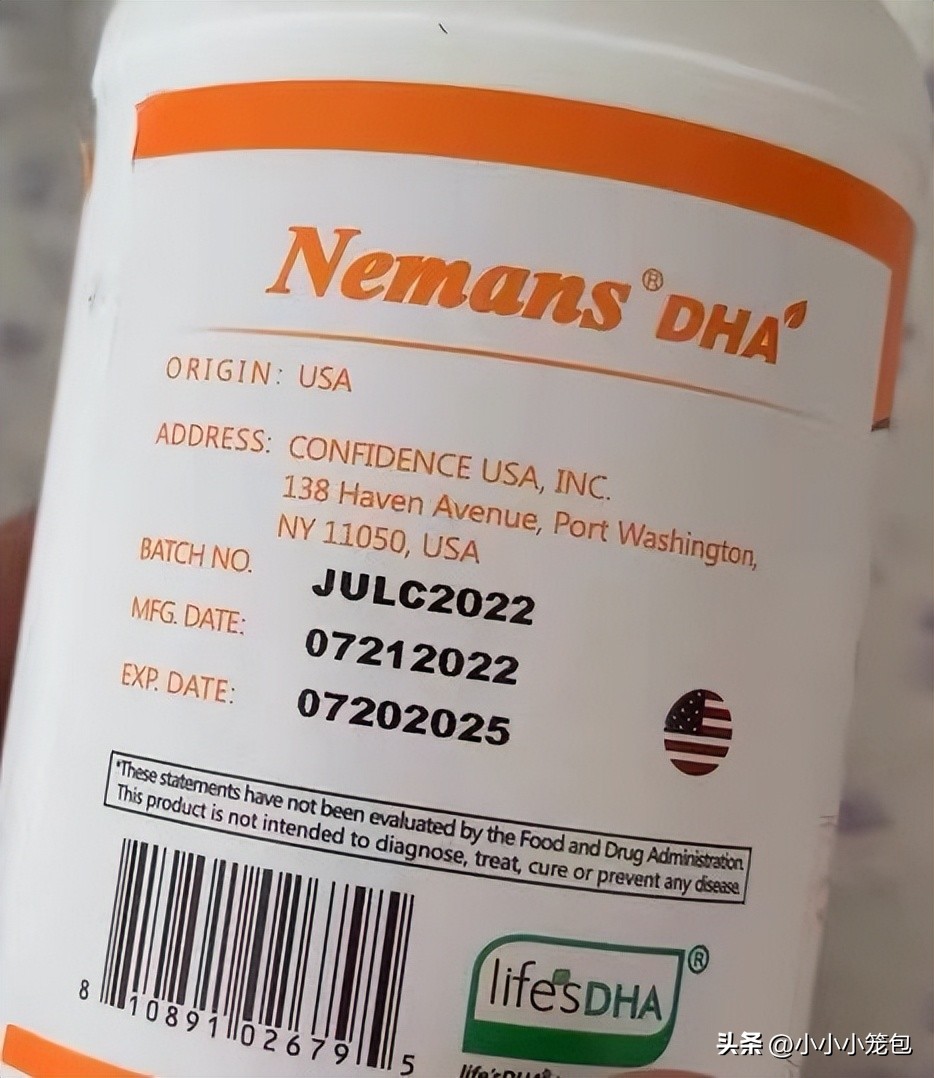 Nemans® DHA
ORIGIN: USA
ADDRESS: CONFIDENCE USA, INC.
138 Haven Avenue, Port Washington,
NY 11050, USA
BATCH NO. JULC2022
MFG. DATE: 07212022
EXP. DATE: 07202025
*These statements have not been evaluated by the Food and Drug Administration.
This product is not intended to diagnose, treat, cure or prevent any disease
8 10891 02679 5
life'sDHA®
life'sDHA®
头条 @小小小笼包